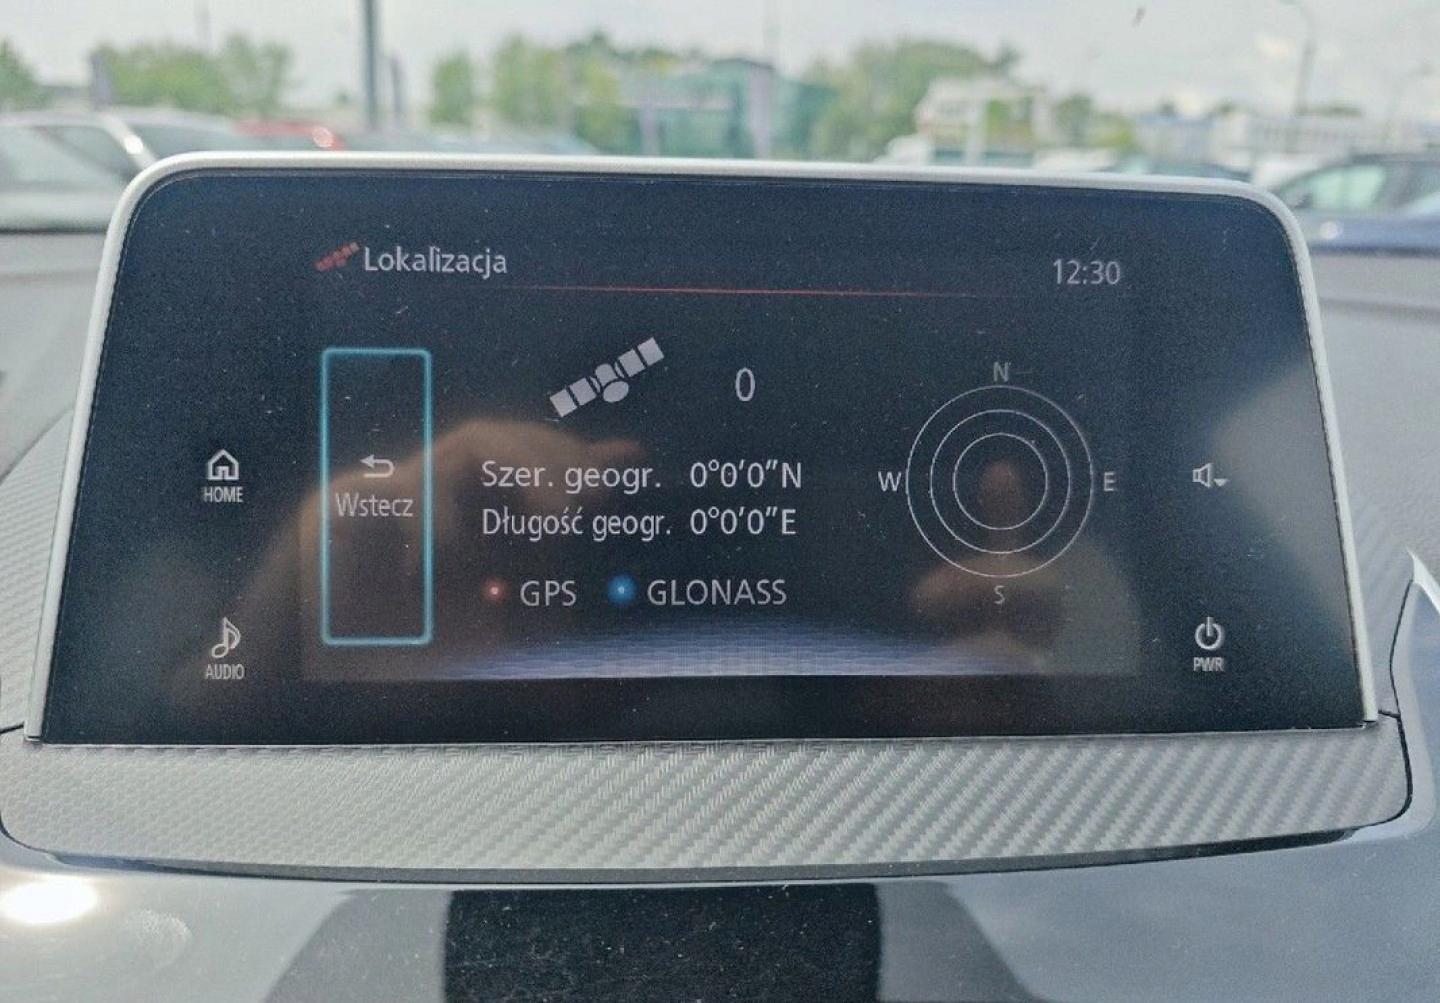 Lokalizacja
12:30
0
N
W
E
S
Szer. geogr. 0°0'0"N
Długość geogr. 0°0'0"E
GPS GLONASS
HOME
Wstecz
AUDIO
PWR